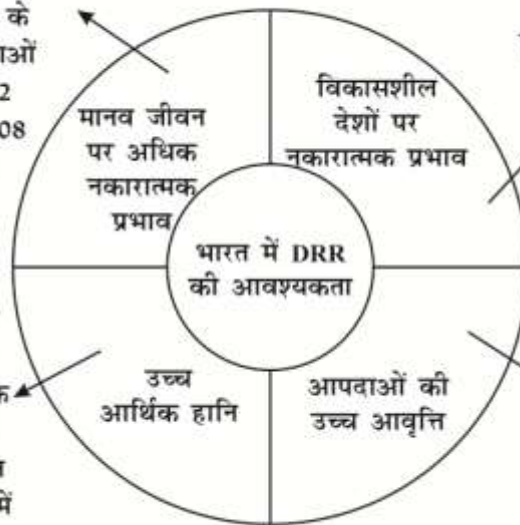 के
2
08
मानव जीवन
पर अधिक
नकारात्मक
प्रभाव
विकासशील
देशों पर
नकारात्मक प्रभाव
भारत में DRR
की आवश्यकता
उच्च
आर्थिक हानि
आपदाओं की
उच्च आवृत्ति
में